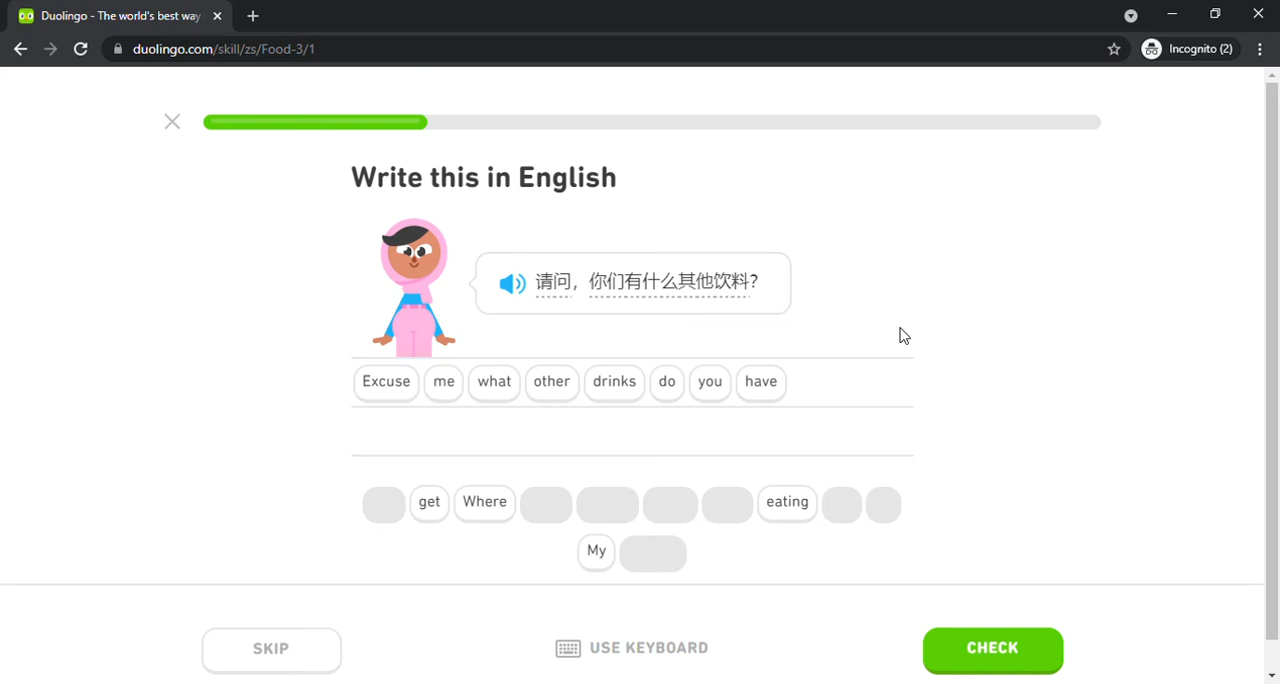 Duolingo - The world's best way
duolingo.com/skill/zs/Food-3/1
Incognito (2)
Write this in English
请问，你们有什么其他饮料？
Excuse me what other drinks do you have
get Where eating
My
SKIP
USE KEYBOARD
CHECK